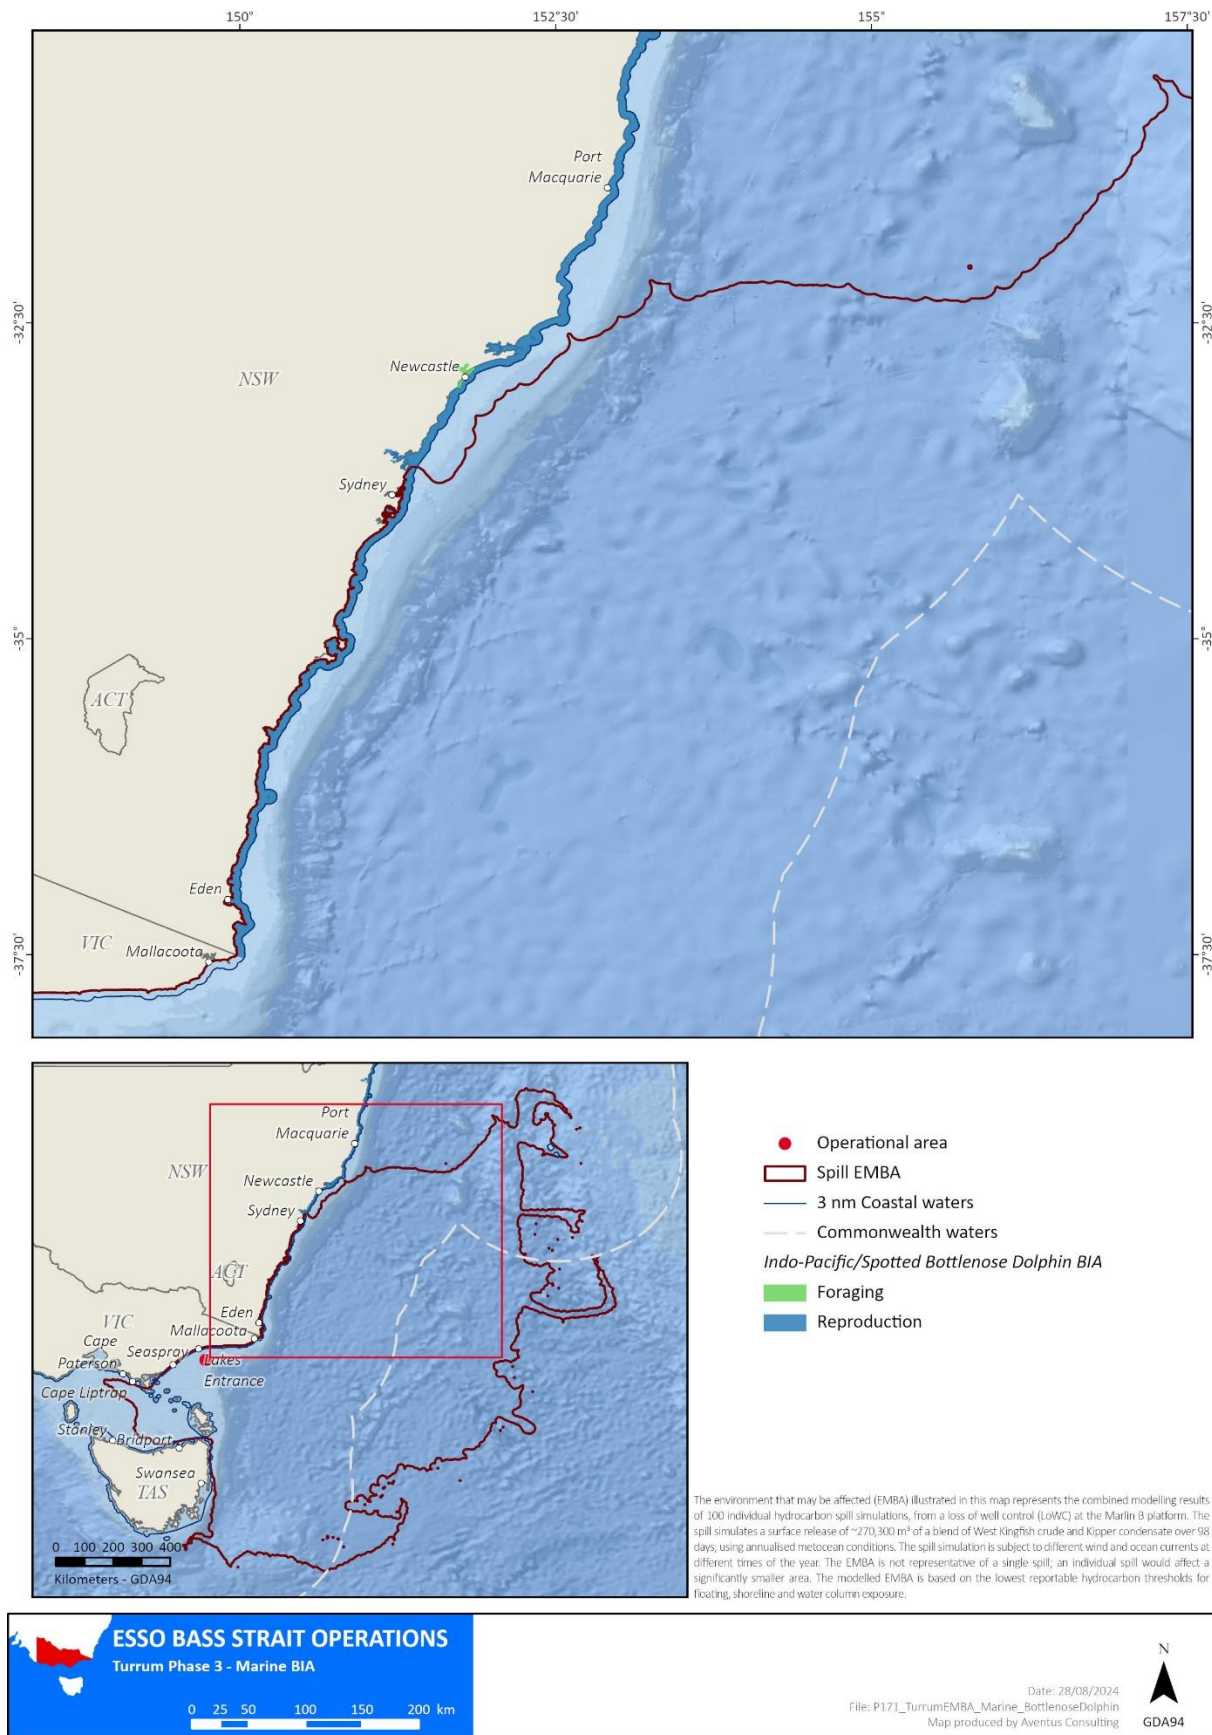 150°
152°30'
155°
157°30'
Port
Macquarie
-32°30'
-32°30'
Newcastle
NSW
Sydney
-35°
-35°
ACT
Eden
VIC
Mallacoota
-37°30'
-37°30'
Port
Macquarie
NSW
Newcastle
Sydney
ACT
Eden
VIC
Mallacoota
Cape
Seaspray
Paterson
Lakes
Entrance
Cape Liptrap
Stanley
Bridport
Swansea
TAS
0 100 200 300 400
Kilometers - GDA94
Operational area
Spill EMBA
3 nm Coastal waters
Commonwealth waters
Indo-Pacific/Spotted Bottlenose Dolphin BIA
Foraging
Reproduction
The environment that may be affected (EMBA) illustrated in this map represents the combined modelling results
of 100 individual hydrocarbon spill simulations, from a loss of well control (LoWC) at the Marlin B platform. The
spill simulates a surface release of ~270,300 m³ of a blend of West Kingfish crude and Kipper condensate over 98
days, using annualised metocean conditions. The spill simulation is subject to different wind and ocean currents at
different times of the year. The EMBA is not representative of a single spill; an individual spill would affect a
significantly smaller area. The modelled EMBA is based on the lowest reportable hydrocarbon thresholds for
floating, shoreline and water column exposure.
ESSO BASS STRAIT OPERATIONS
Turrum Phase 3 - Marine BIA
0 25 50 100 150 200 km
Date: 28/08/2024
File: P171_TurrumEMBA_Marine_BottlenoseDolphin
Map produced by Aventus Consulting
N
GDA94